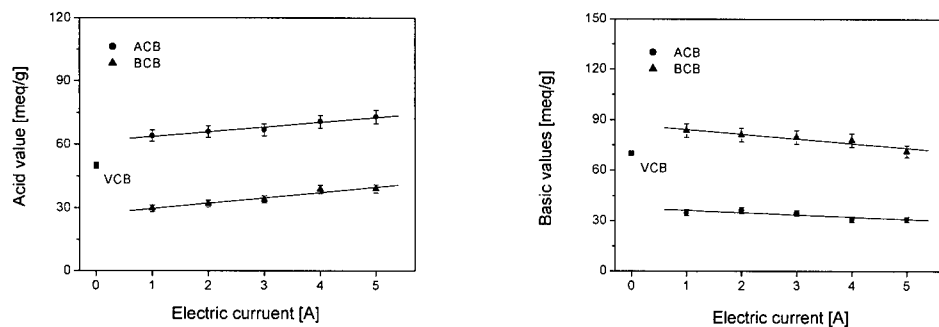 120
90
60
30
0
Acid value [meq/g]
ACB
BCB
VCB
0 1 2 3 4 5
Electric curruent [A]
150
120
90
60
30
0
Basic values [meq/g]
ACB
BCB
VCB
0 1 2 3 4 5
Electric current [A]